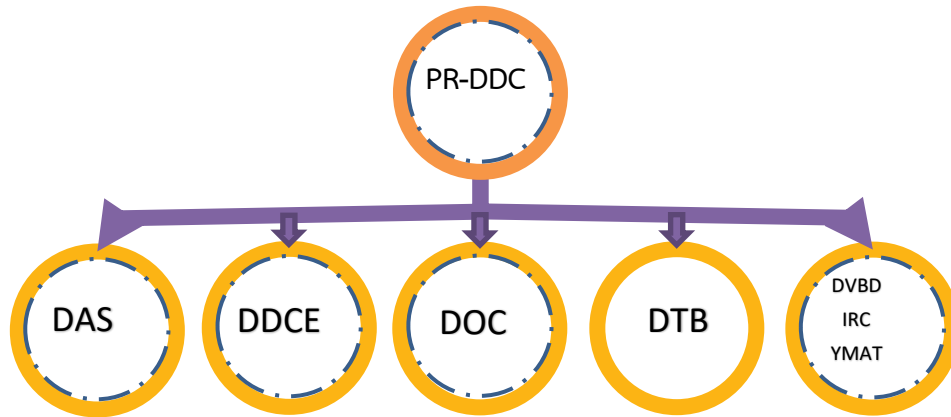 PR-DDC
DAS
DDCE
DOC
DTB
DVBD
IRC
YMAT